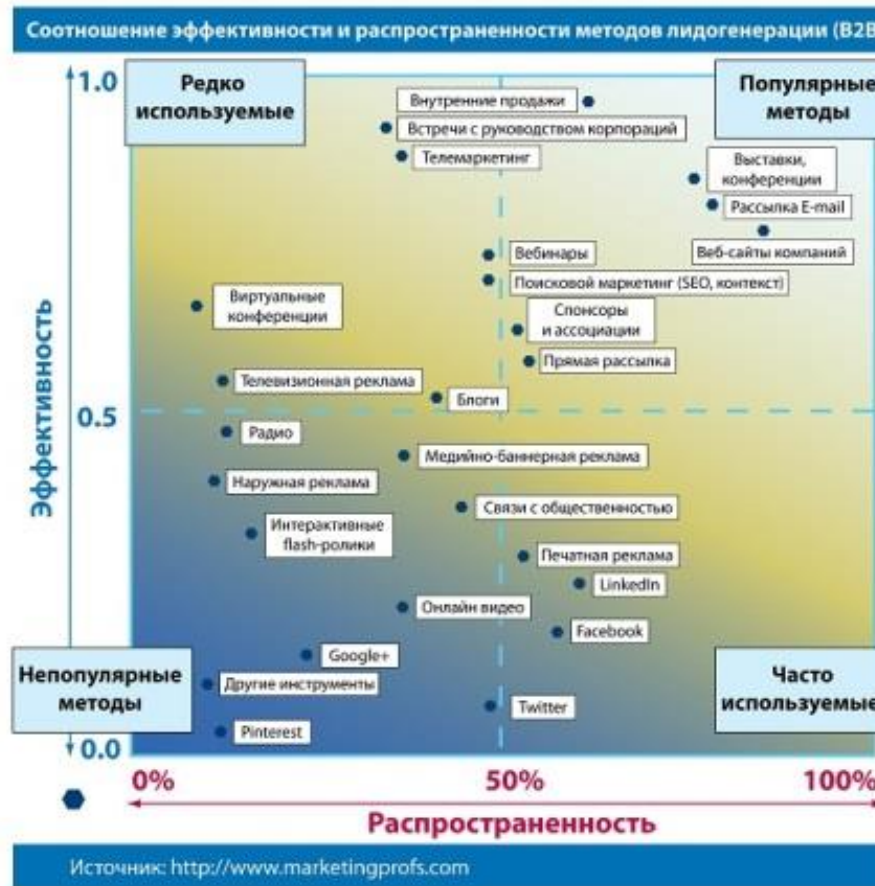 Соотношение эффективности и распространенности методов лидогенерации (B2B
1.0
Редко
используемые
Популярные
методы
Внутренние продажи
Встречи с руководством корпораций
Телемаркетинг
Выставки,
конференции
Рассылка E-mail
Веб-сайты компаний
Вебинары
Поисковой маркетинг (SEO, контекст)
Виртуальные
конференции
Спонсоры
и ассоциации
Прямая рассылка
Телевизионная реклама
Блоги
Эффективность
0.5
Радио
Медийно-баннерная реклама
Наружная реклама
Связи с общественностью
Интерактивные
flash-ролики
Печатная реклама
LinkedIn
Онлайн видео
Facebook
Google+
Непопулярные
методы
Другие инструменты
Часто
используемые
Twitter
Pinterest
0.0
0%
50%
100%
Распространенность
Источник: http://www.marketingprofs.com